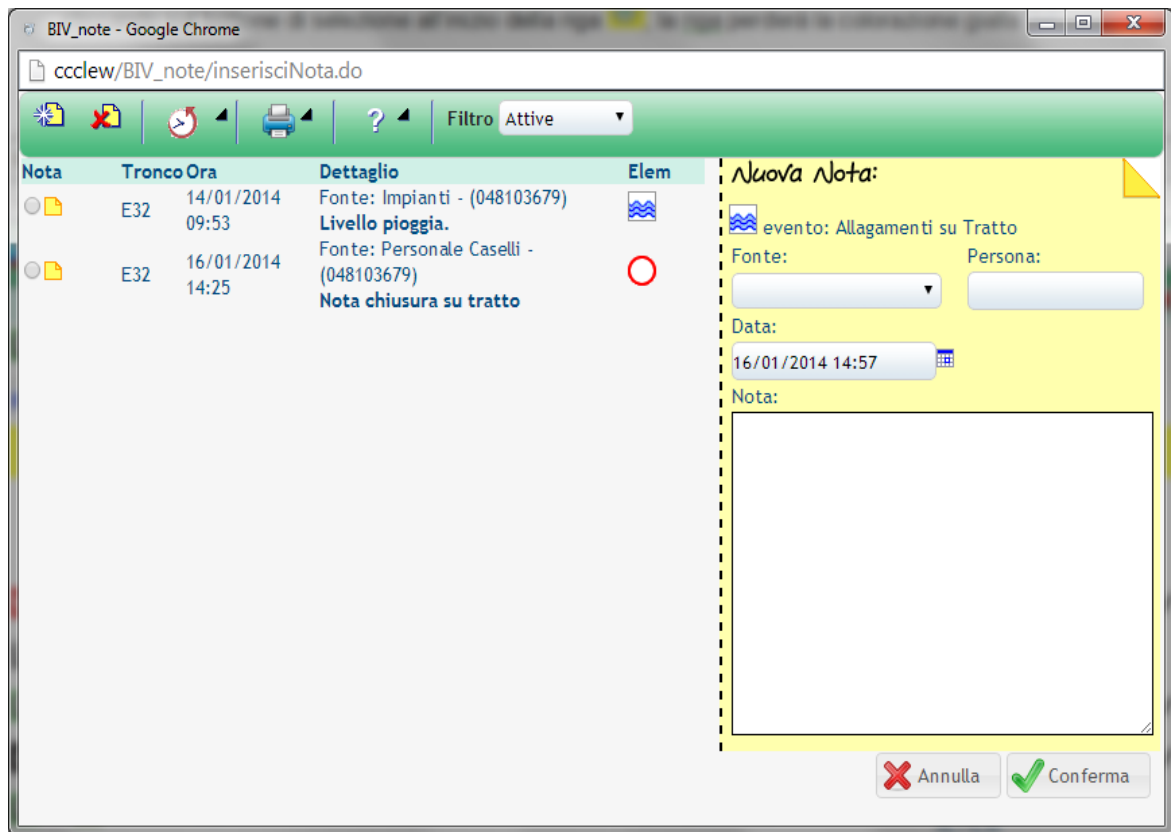 BIV_note - Google Chrome
ccclew/BIV_note/inserisciNota.do
? Filtro Attive
Nota Tronco Ora Dettaglio Elem
E32 14/01/2014 09:53
Fonte: Impianti - (048103679)
Livello pioggia.
E32 16/01/2014 14:25
Fonte: Personale Caselli -
(048103679)
Nota chiusura su tratto
Nuova Nota:
evento: Allagamenti su Tratto
Fonte: Persona:
Data:
16/01/2014 14:57
Nota:
Annulla Conferma